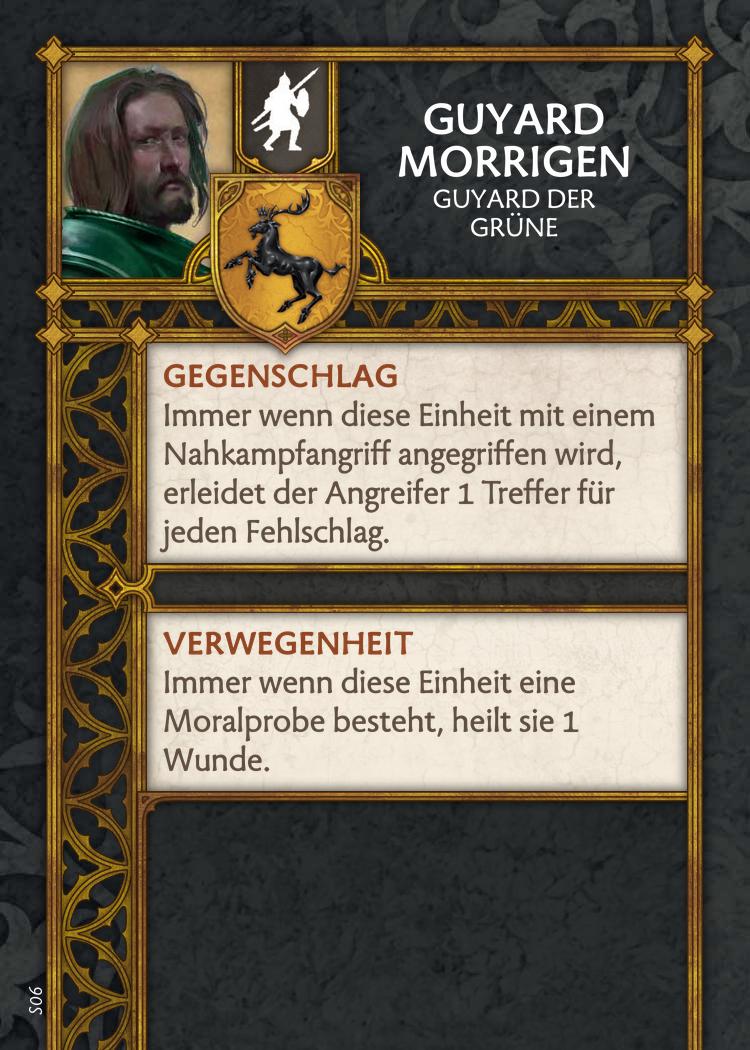 GUYARD
MORRIGEN
GUYARD DER
GRÜNE
GEGENSCHLAG
Immer wenn diese Einheit mit einem
Nahkampfangriff angegriffen wird,
erleidet der Angreifer 1 Treffer für
jeden Fehlschlag.
VERWEGENHEIT
Immer wenn diese Einheit eine
Moralprobe besteht, heilt sie 1
Wunde.
S06